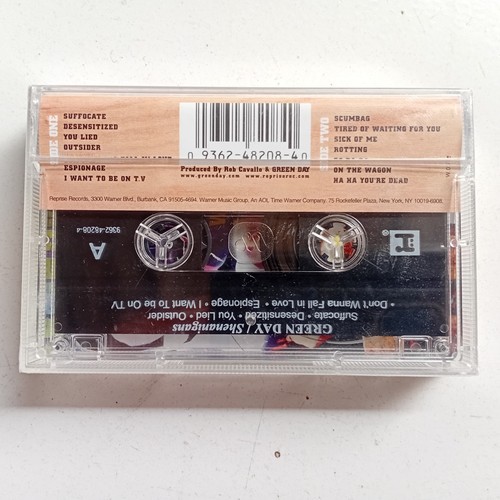 SIDE ONE
SUFFOCATE
DESENSITIZED
YOU LIED
OUTSIDER
ESPIONAGE
I WANT TO BE ON T.V
0 9362-48208-4 0
Produced By Rob Cavallo & GREEN DAY
www.greenday.com www.repriserec.com
SIDE TWO
SCUMBAG
TIRED OF WAITING FOR YOU
SICK OF ME
ROTTING
ON THE WAGON
HA HA YOU'RE DEAD
Reprise Records, 3300 Warner Blvd., Burbank, CA 91505-4694. Warner Music Group, An AOL Time Warner Company. 75 Rockefeller Plaza, New York, NY 10019-6908.
A
9362-48208-4
GREEN DAY / Shenanigans
Suffocate • Desensitized • You Lied • Outsider
• Don't Wanna Fall in Love • Espionage • I Want To Be On TV